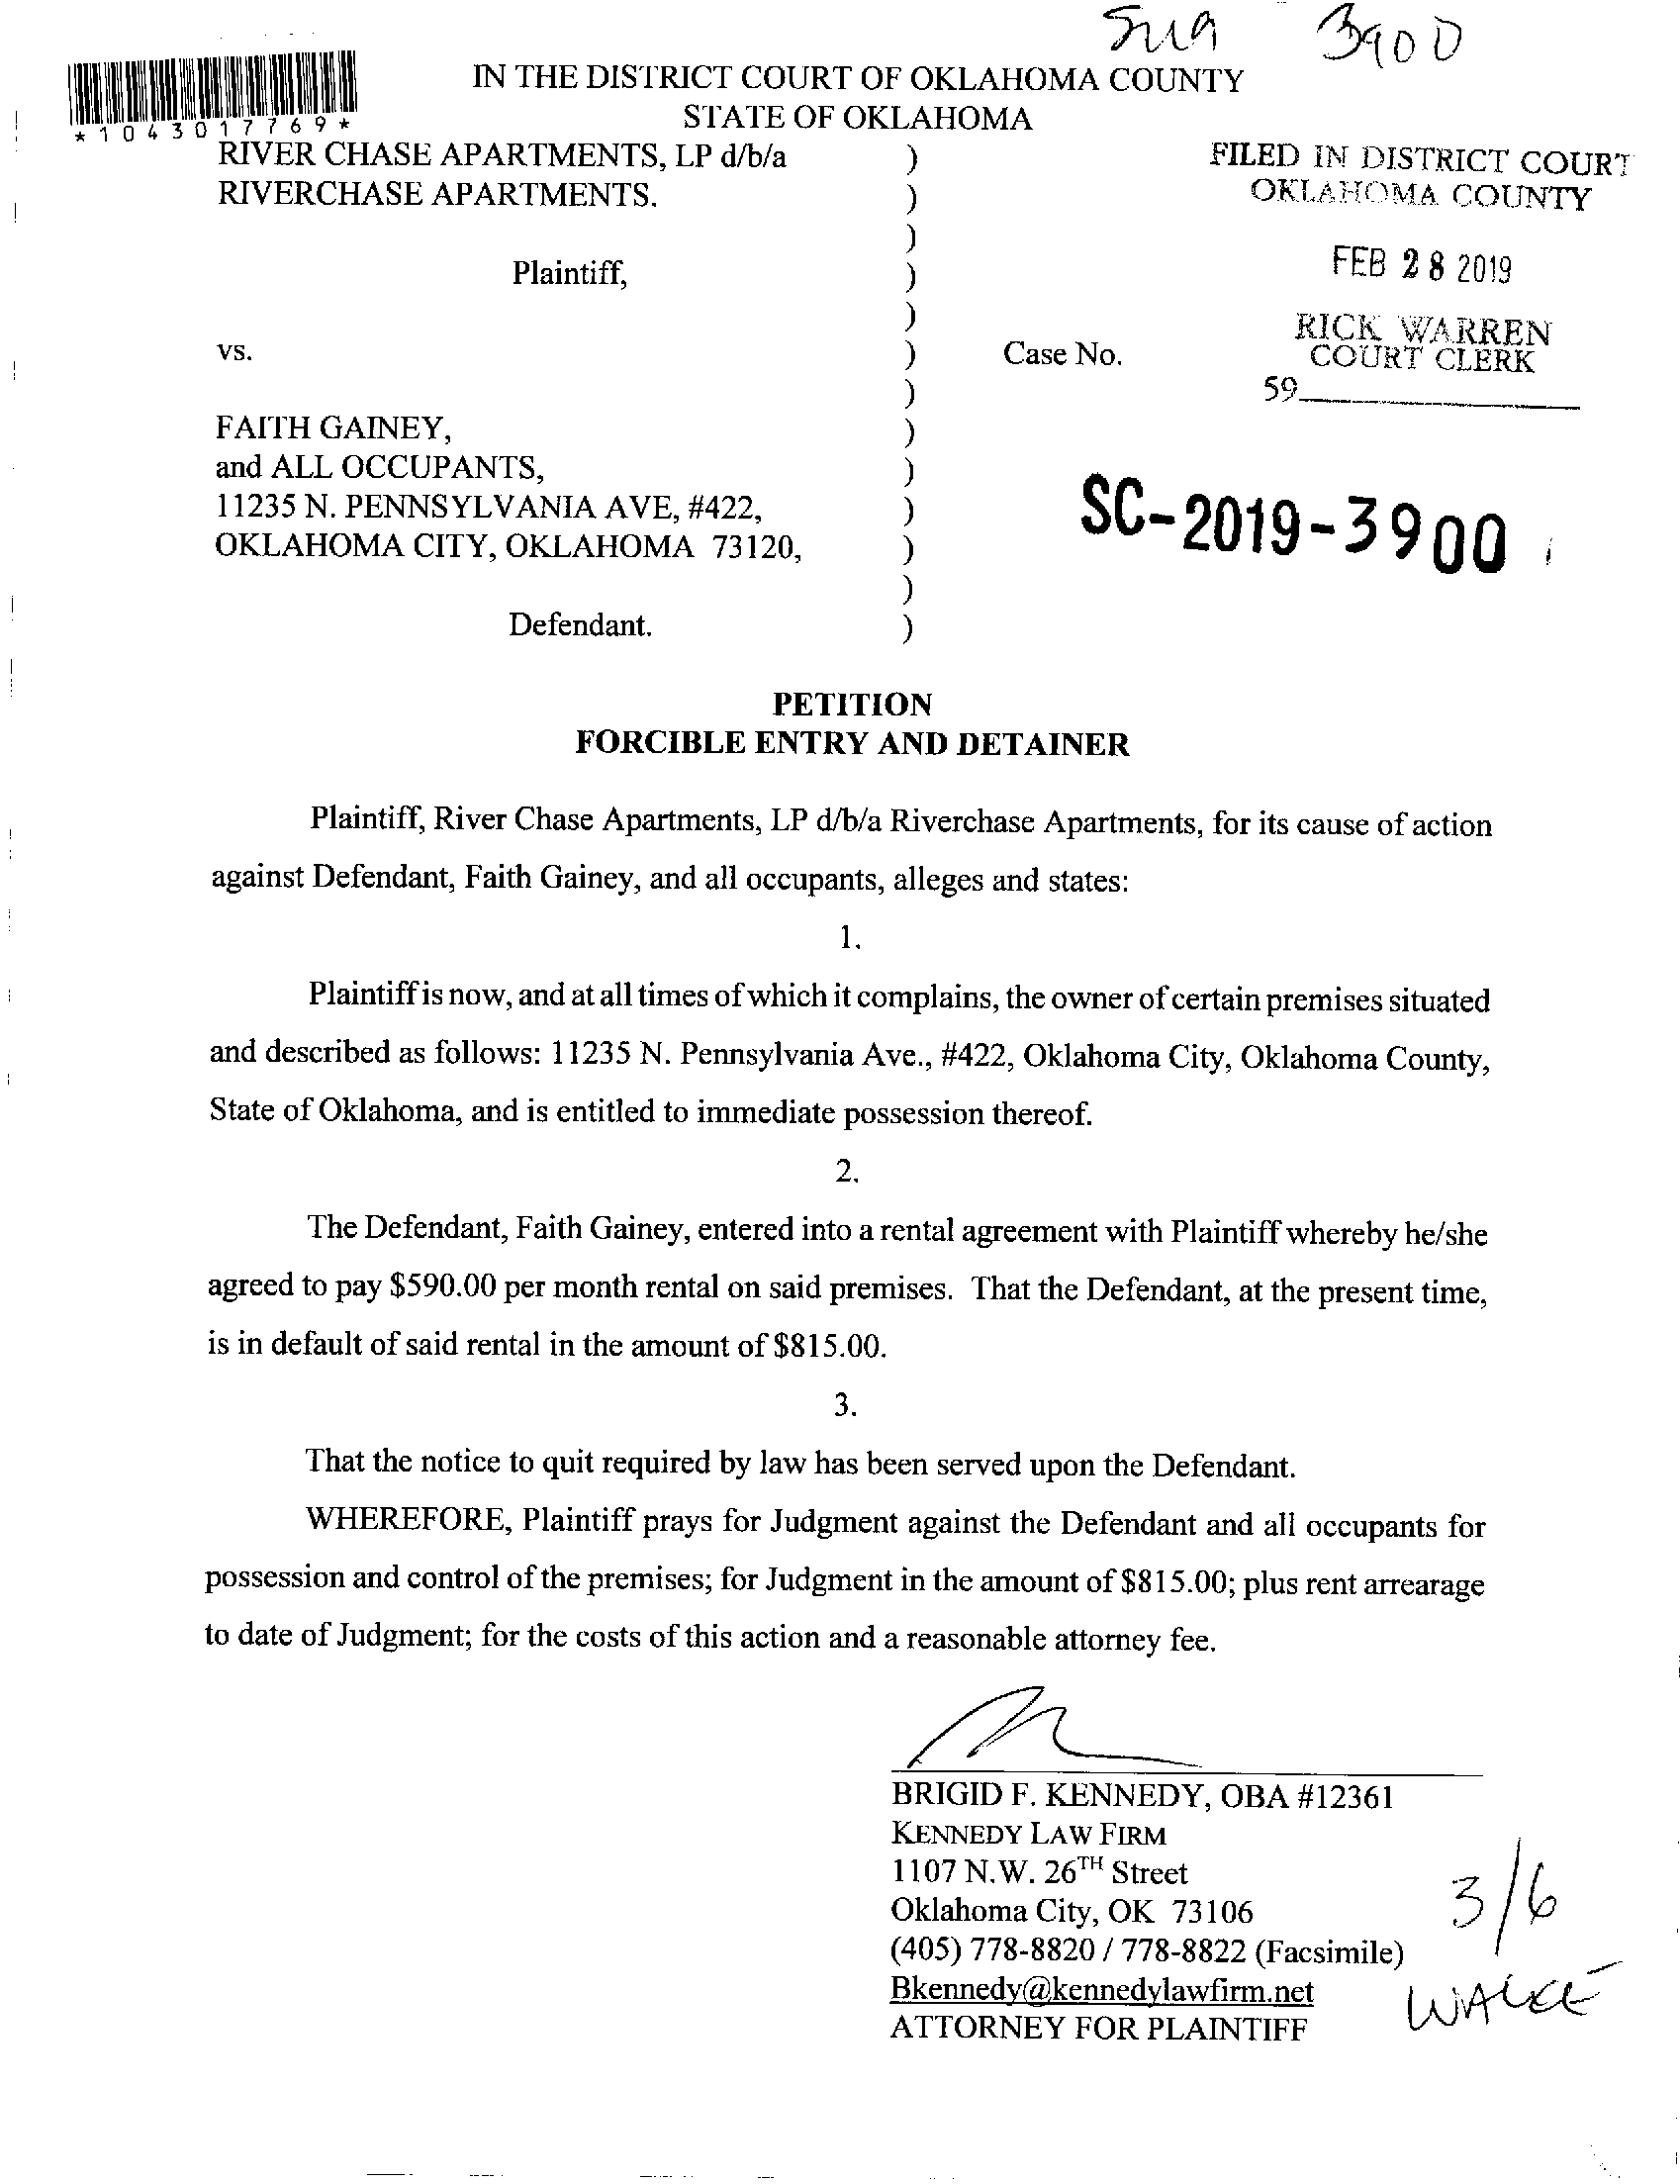 3900
IN THE DISTRICT COURT OF OKLAHOMA COUNTY
STATE OF OKLAHOMA
*1043017769*
RIVER CHASE APARTMENTS, LP d/b/a )
RIVERCHASE APARTMENTS. )
)
Plaintiff, )
)
vs. ) Case No.
)
FAITH GAINEY, )
and ALL OCCUPANTS, )
11235 N. PENNSYLVANIA AVE, #422, )
OKLAHOMA CITY, OKLAHOMA 73120, )
)
Defendant. )
FILED IN DISTRICT COURT
OKLAHOMA COUNTY
FEB 28 2019
RICK WARREN
COURT CLERK
59
SC-2019-3900
PETITION
FORCIBLE ENTRY AND DETAINER
Plaintiff, River Chase Apartments, LP d/b/a Riverchase Apartments, for its cause of action
against Defendant, Faith Gainey, and all occupants, alleges and states:
1.
Plaintiff is now, and at all times of which it complains, the owner of certain premises situated
and described as follows: 11235 N. Pennsylvania Ave., #422, Oklahoma City, Oklahoma County,
State of Oklahoma, and is entitled to immediate possession thereof.
2.
The Defendant, Faith Gainey, entered into a rental agreement with Plaintiff whereby he/she
agreed to pay $590.00 per month rental on said premises. That the Defendant, at the present time,
is in default of said rental in the amount of $815.00.
3.
That the notice to quit required by law has been served upon the Defendant.
WHEREFORE, Plaintiff prays for Judgment against the Defendant and all occupants for
possession and control of the premises; for Judgment in the amount of $815.00; plus rent arrearage
to date of Judgment; for the costs of this action and a reasonable attorney fee.
BRIGID F. KENNEDY, OBA #12361
KENNEDY LAW FIRM
1107 N.W. 26TH Street
Oklahoma City, OK 73106
(405) 778-8820 / 778-8822 (Facsimile)
Bkennedy@kennedylawfirm.net
ATTORNEY FOR PLAINTIFF
3/6